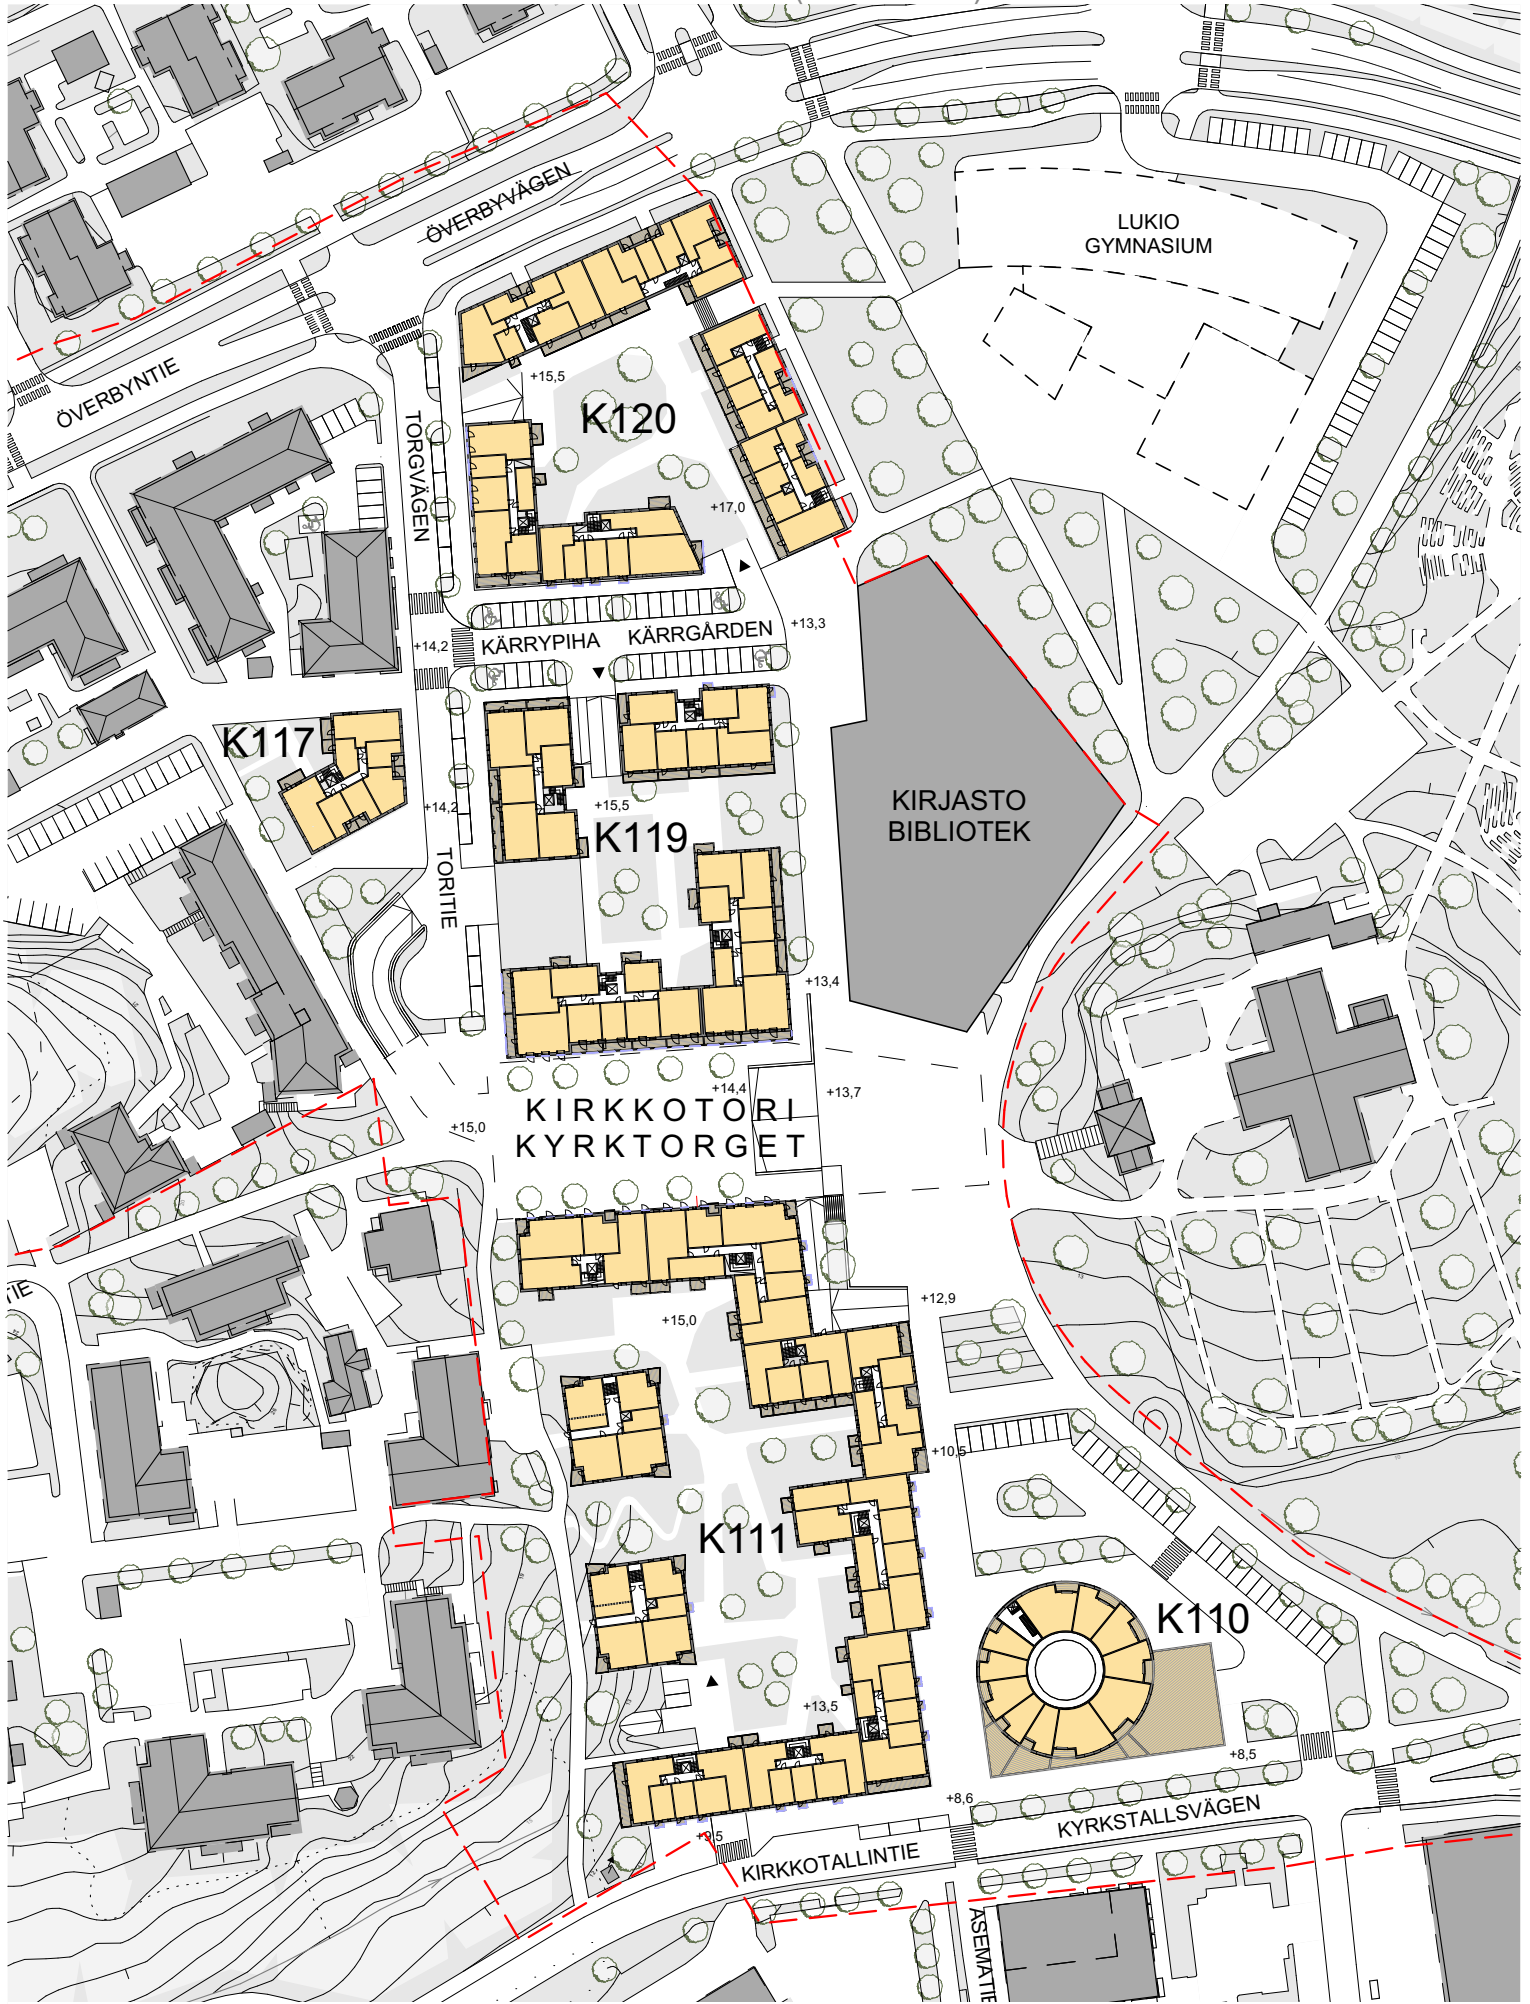 LUKIO
GYMNASIUM
ÖVERBYVÄGEN
ÖVERBYNTIE
+15,5
K120
TORGVÄGEN
+17,0
+13,3
+14,2
KÄRRYPIHA
KÄRRGÅRDEN
K117
+14,2
+15,5
K119
KIRJASTO
BIBLIOTEK
TORITIE
+13,4
+14,4
+13,7
+15,0
KIRKKOTORI
KYRKTORGET
TIE
+12,9
+15,0
+10,5
K111
K110
+13,5
+8,5
+8,6
+9,5
KYRKSTALLSVÄGEN
KIRKKOTALLINTIE
ASEMATIE